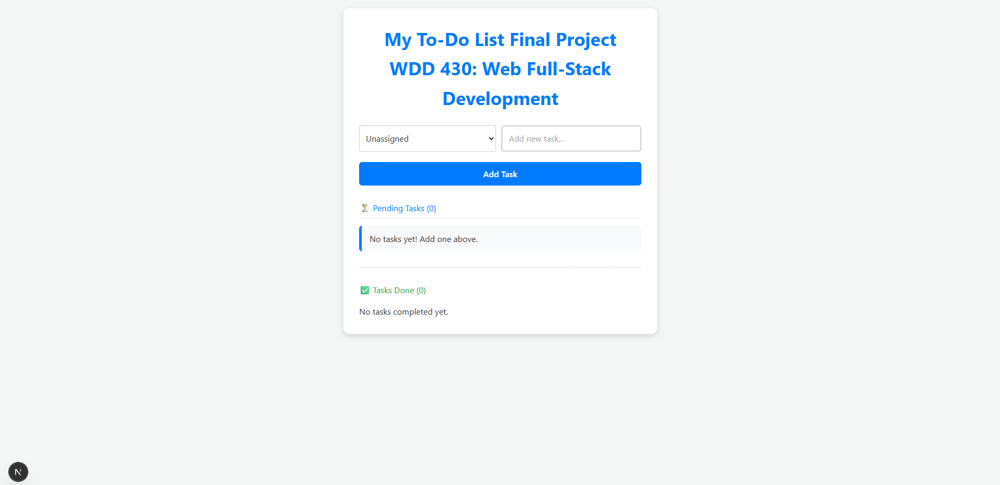 My To-Do List Final Project
WDD 430: Web Full-Stack
Development
Unassigned
Add new task...
Add Task
⏳ Pending Tasks (0)
No tasks yet! Add one above.
✅ Tasks Done (0)
No tasks completed yet.
N